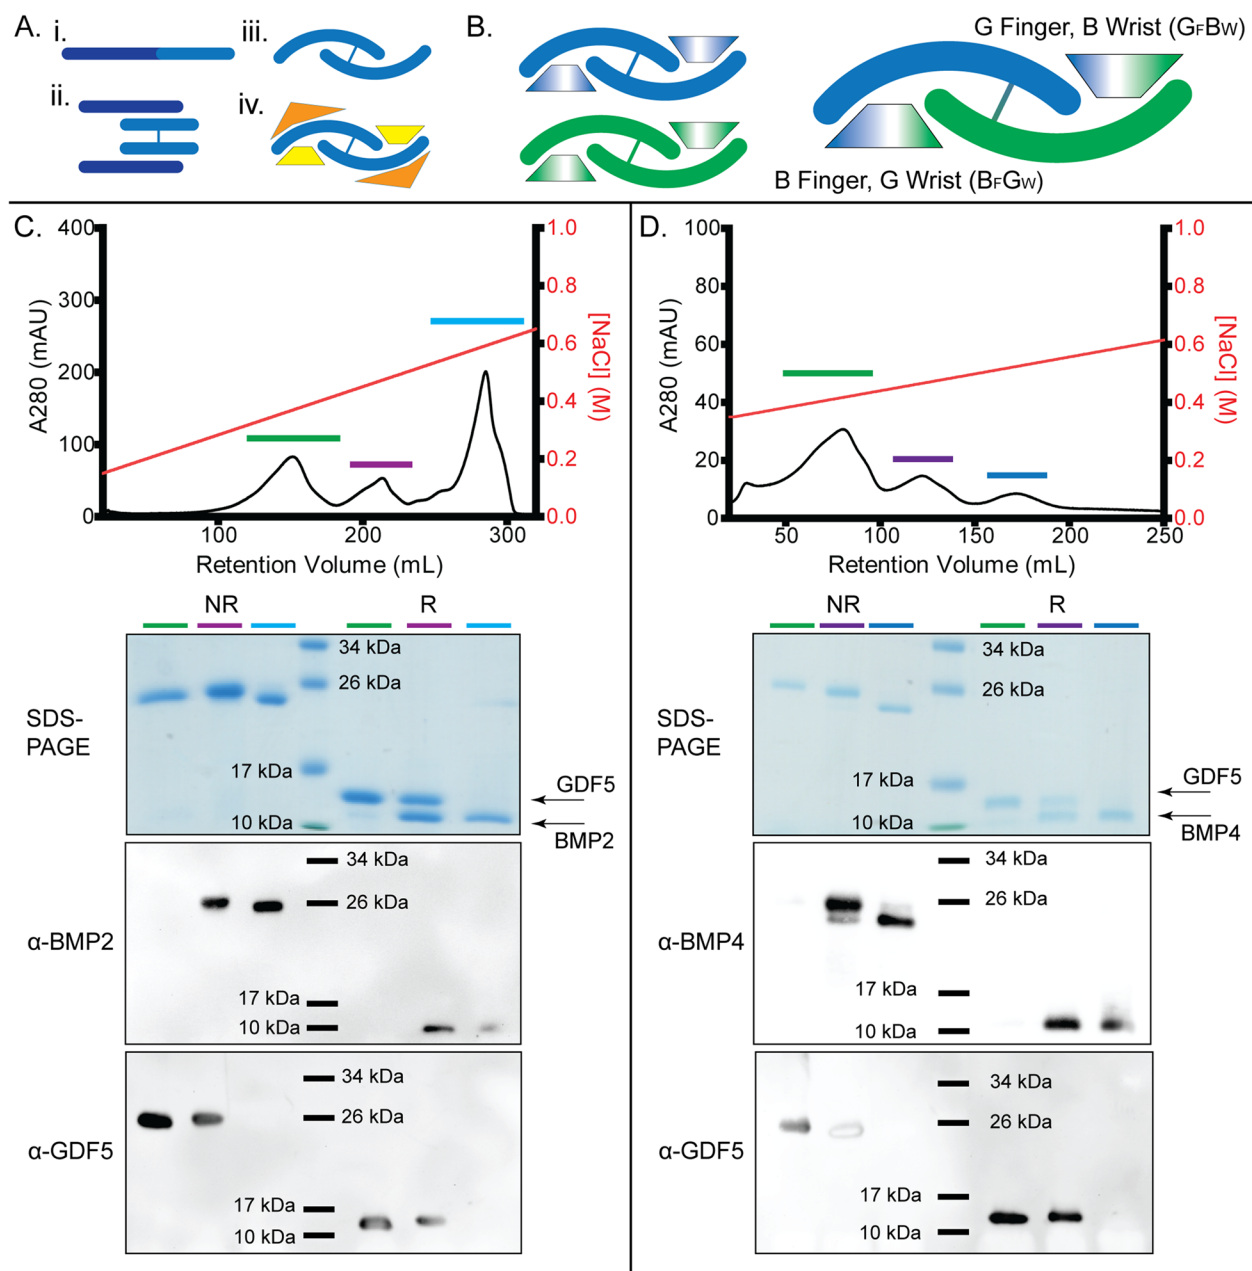 A.
i.
ii.
iii.
iv.
B.
G Finger, B Wrist (GFBW)
B Finger, G Wrist (BFGW)
C.
A280 (mAU)
400
300
200
100
0
100
200
300
Retention Volume (mL)
1.0
0.8
0.6
0.4
0.2
0.0
[NaCl] (M)
NR
R
SDS-
PAGE
34 kDa
26 kDa
17 kDa
10 kDa
GDF5
BMP2
α-BMP2
34 kDa
26 kDa
17 kDa
10 kDa
α-GDF5
34 kDa
26 kDa
17 kDa
10 kDa
D.
A280 (mAU)
100
80
60
40
20
0
50
100
150
200
250
Retention Volume (mL)
1.0
0.8
0.6
0.4
0.2
0.0
[NaCl] (M)
NR
R
SDS-
PAGE
34 kDa
26 kDa
17 kDa
10 kDa
GDF5
BMP4
α-BMP4
34 kDa
26 kDa
17 kDa
10 kDa
α-GDF5
34 kDa
26 kDa
17 kDa
10 kDa